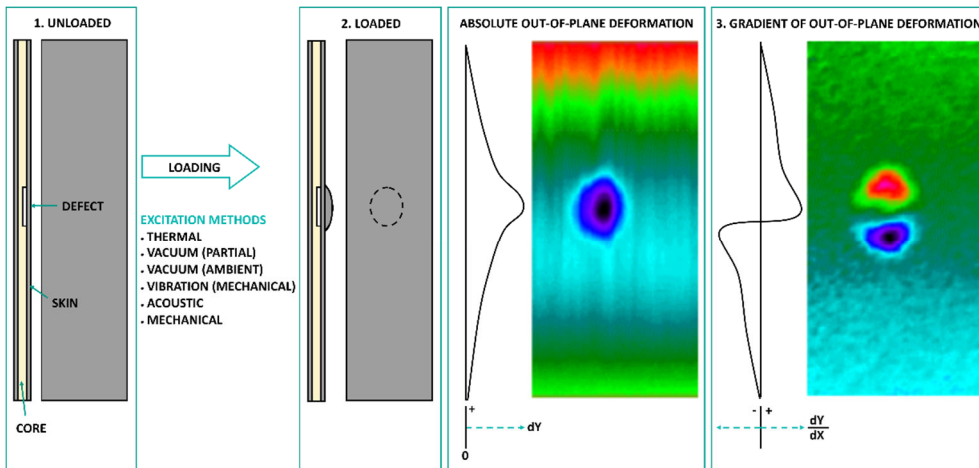 1. UNLOADED
DEFECT
SKIN
CORE
LOADING
EXCITATION METHODS
. THERMAL
. VACUUM (PARTIAL)
. VACUUM (AMBIENT)
. VIBRATION (MECHANICAL)
. ACOUSTIC
. MECHANICAL
2. LOADED
ABSOLUTE OUT-OF-PLANE DEFORMATION
+
dY
0
3. GRADIENT OF OUT-OF-PLANE DEFORMATION
- +
dY
dX